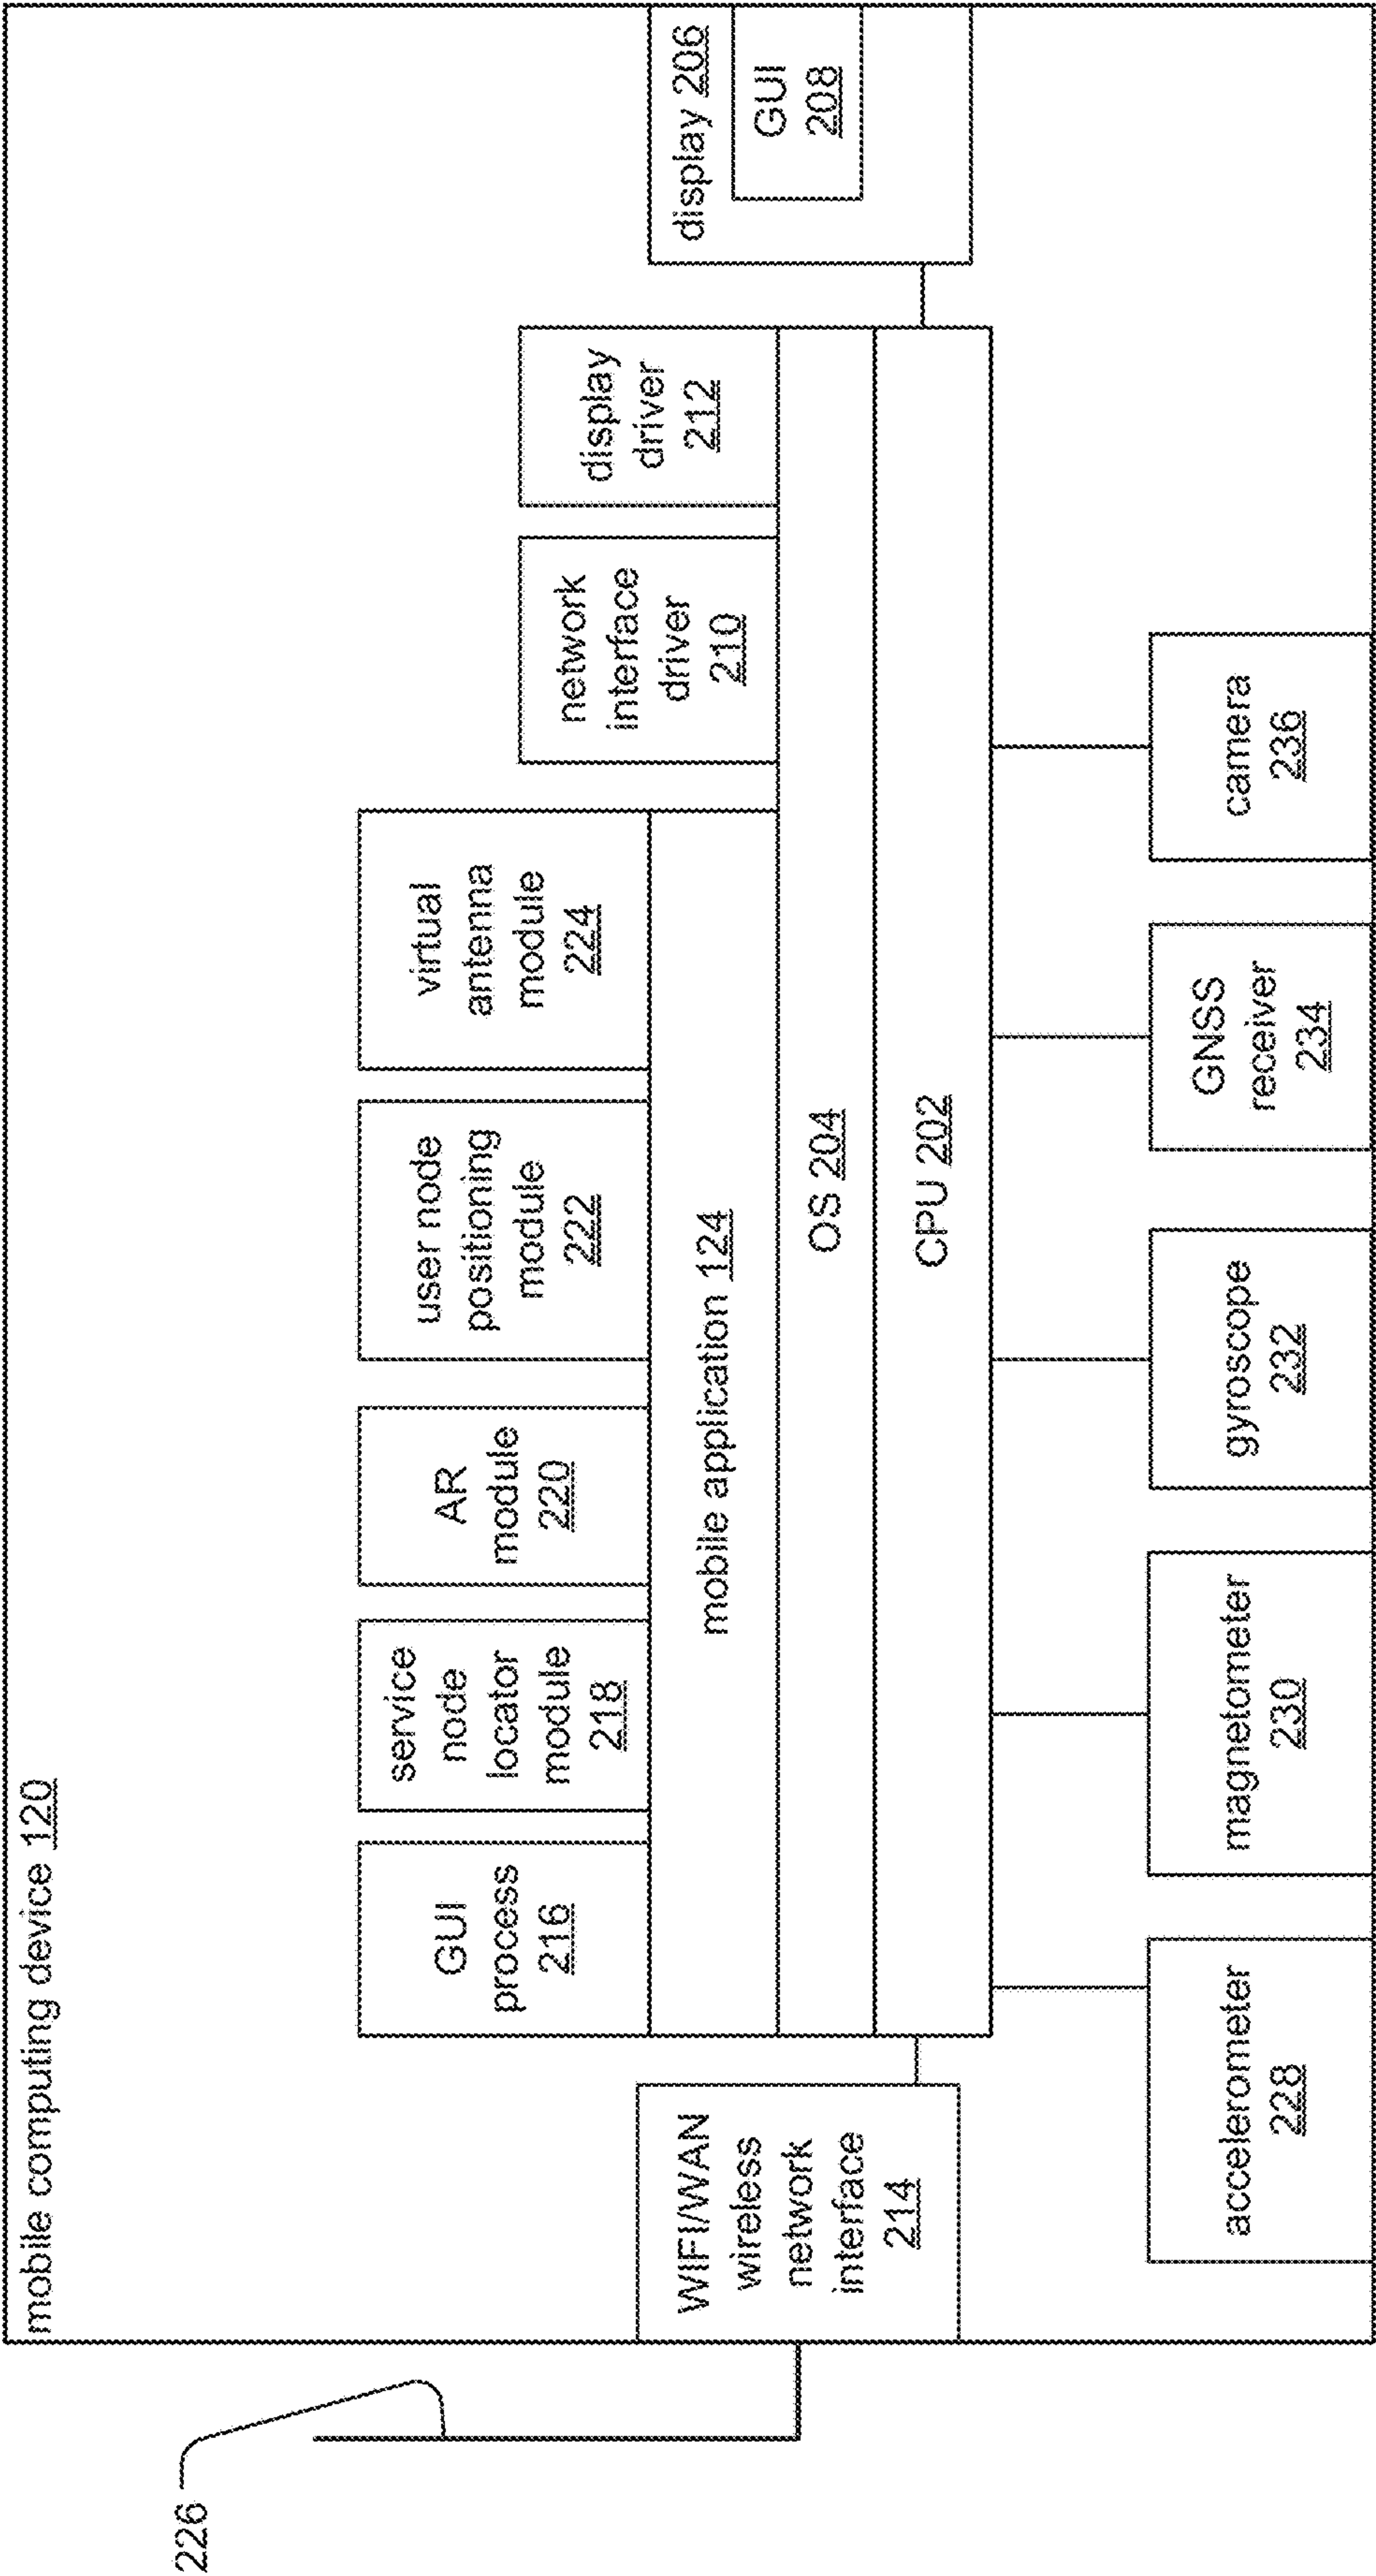 mobile computing device 120
GUI
process
216
service
node
locator
module
218
AR
module
220
user node
positioning
module
222
virtual
antenna
module
224
network
interface
driver
210
display
driver
212
display 206
GUI
208
mobile application 124
OS 204
CPU 202
WIFI/WAN
wireless
network
interface
214
226
accelerometer
228
magnetometer
230
gyroscope
232
GNSS
receiver
234
camera
236